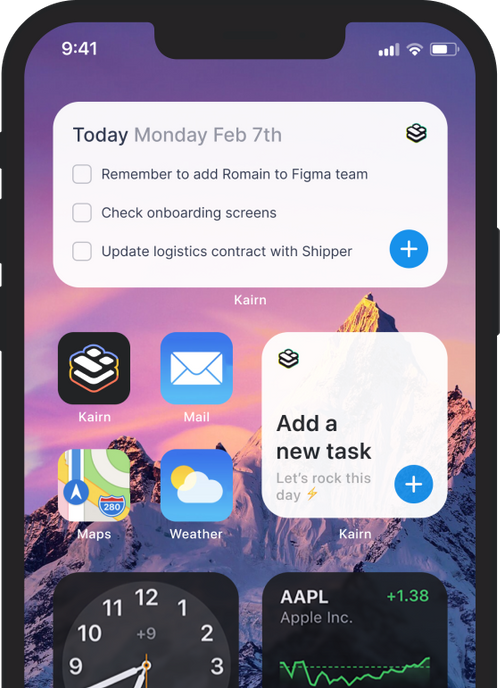 9:41
Today Monday Feb 7th
Remember to add Romain to Figma team
Check onboarding screens
Update logistics contract with Shipper
Kairn
Kairn
Mail
Add a
new task
Let's rock this
day ⚡
280
Maps
Weather
Kairn
12
11
1
10
+9
2
9
3
AAPL
+1.38
Apple Inc.